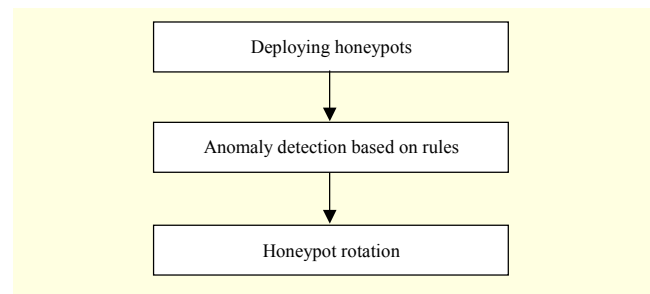 Deploying honeypots
Anomaly detection based on rules
Honeypot rotation